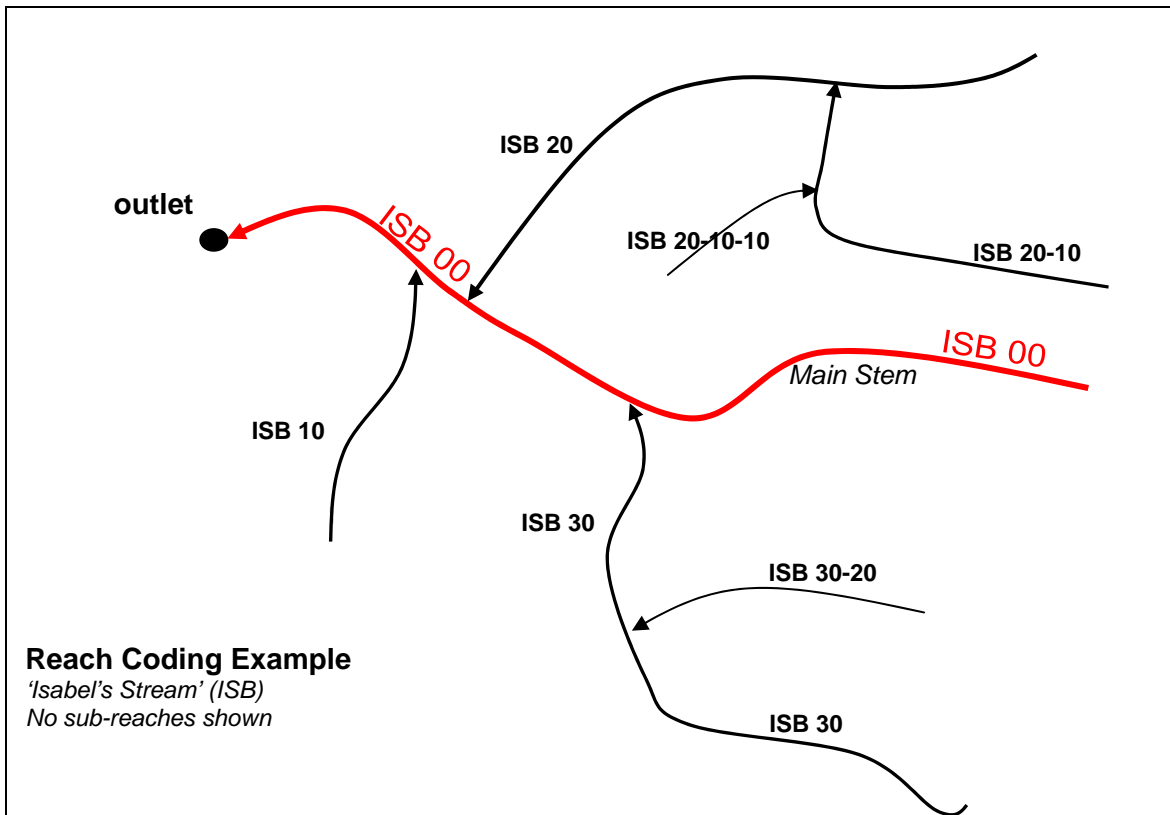 ISB 20
outlet
ISB 00
ISB 20-10-10
ISB 20-10
ISB 00
Main Stem
ISB 10
ISB 30
ISB 30-20
Reach Coding Example
‘Isabel’s Stream’ (ISB)
No sub-reaches shown
ISB 30